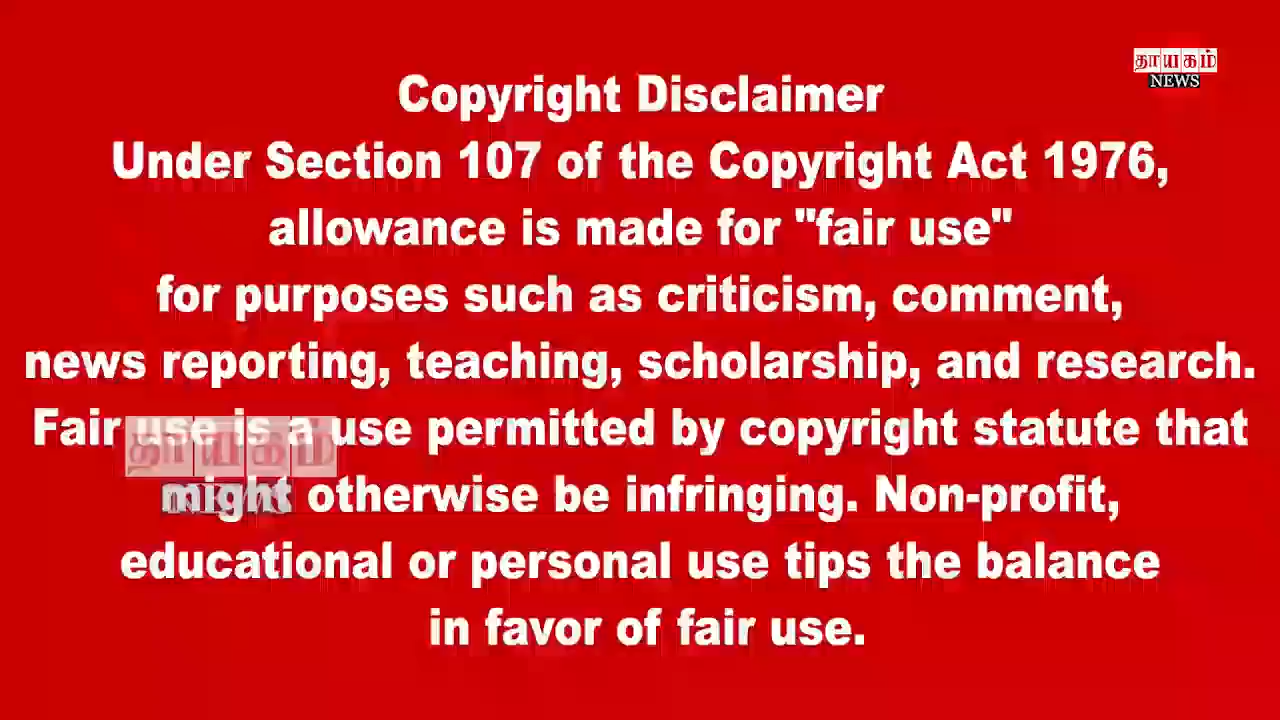 தாயகம்
NEWS
Copyright Disclaimer
Under Section 107 of the Copyright Act 1976,
allowance is made for "fair use"
for purposes such as criticism, comment,
news reporting, teaching, scholarship, and research.
Fair use is a use permitted by copyright statute that
might otherwise be infringing. Non-profit,
educational or personal use tips the balance
in favor of fair use.
தாயகம்